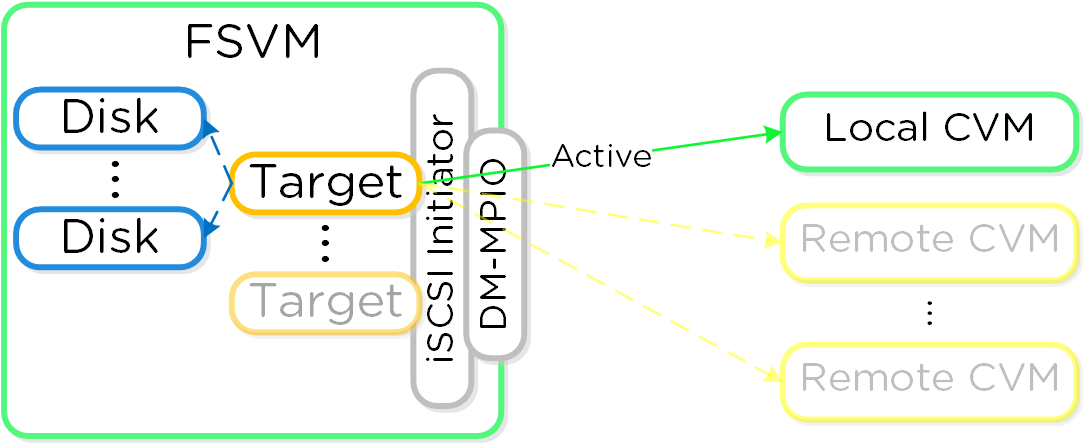 FSVM
Disk
Disk
Target
Target
iSCSI Initiator
DM-MPIO
Active
Local CVM
Remote CVM
Remote CVM